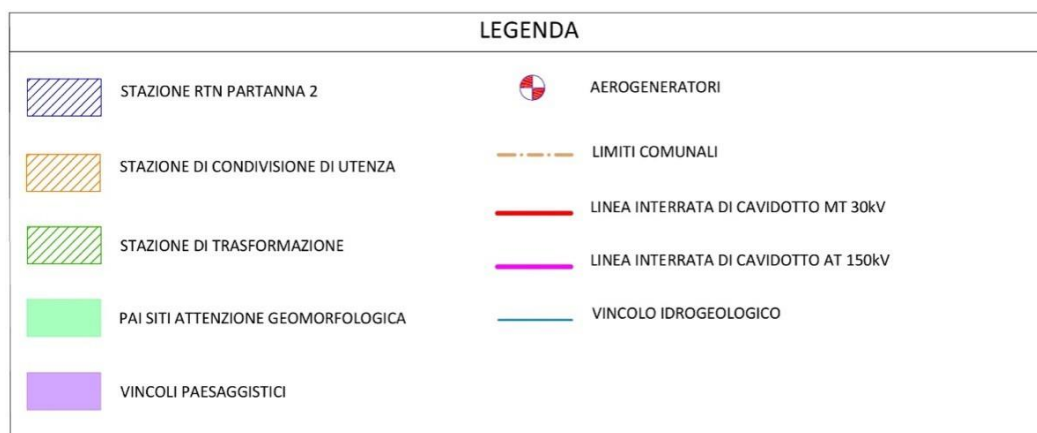 LEGENDA
STAZIONE RTN PARTANNA 2
STAZIONE DI CONDIVISIONE DI UTENZA
STAZIONE DI TRASFORMAZIONE
PAI SITI ATTENZIONE GEOMORFOLOGICA
VINCOLI PAESAGGISTICI
AEROGENERATORI
LIMITI COMUNALI
LINEA INTERRATA DI CAVIDOTTO MT 30kV
LINEA INTERRATA DI CAVIDOTTO AT 150kV
VINCOLO IDROGEOLOGICO